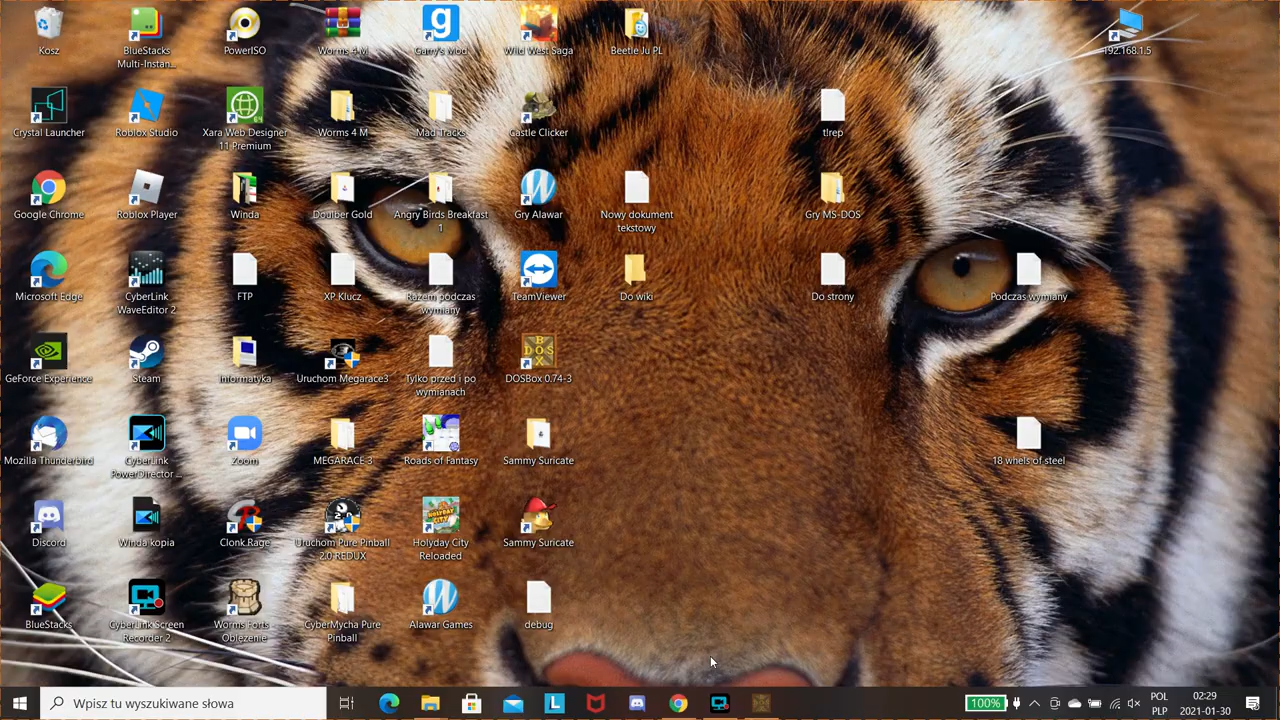 Kosz
BlueStacks
Multi-Instan...
PowerISO
Worms 4 M
Garry's Mod
Wild West Saga
Beetle Ju PL
192.168.1.5
Crystal Launcher
Roblox Studio
Xara Web Designer
11 Premium
Worms 4 M
Mad Tracks
Castle Clicker
t!rep
Google Chrome
Roblox Player
Winda
Doulber Gold
Angry Birds Breakfast
1
Gry Alawar
Nowy dokument
tekstowy
Gry MS-DOS
Microsoft Edge
CyberLink
WaveEditor 2
FTP
XP Klucz
Razem podczas
wymiany
TeamViewer
Do wiki
Do strony
Podczas wymiany
GeForce Experience
Steam
Informatyka
Uruchom Megarace3
Tylko przed i po
wymianach
DOSBox 0.74-3
Mozilla Thunderbird
CyberLink
PowerDirector ...
Zoom
MEGARACE 3
Roads of Fantasy
Sammy Suricate
18 whels of steel
Discord
Winda kopia
Clonk Rage
Uruchom Pure Pinball
2.0 REDUX
Holyday City
Reloaded
Sammy Suricate
BlueStacks
CyberLink Screen
Recorder 2
Worms Forts
Oblężenie
CyberMycha Pure
Pinball
Alawar Games
debug
Wpisz tu wyszukiwane słowa
100%
POL
PLP
02:29
2021-01-30